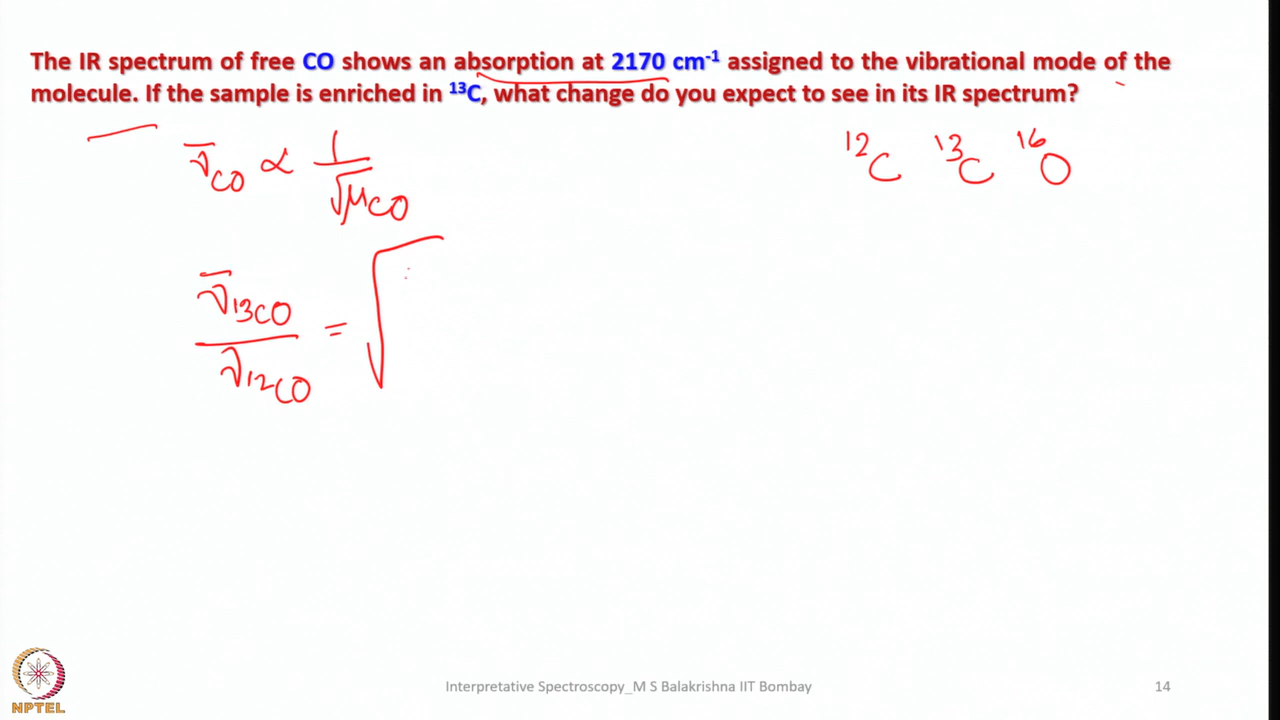 The IR spectrum of free CO shows an absorption at 2170 cm⁻¹ assigned to the vibrational mode of the
molecule. If the sample is enriched in ¹³C, what change do you expect to see in its IR spectrum?
ν̄CO ∝ 1/√μCO
¹²C ¹³C ¹⁶O
ν̄13CO / ν̄12CO = √
Interpretative Spectroscopy_M S Balakrishna IIT Bombay
14
NPTEL